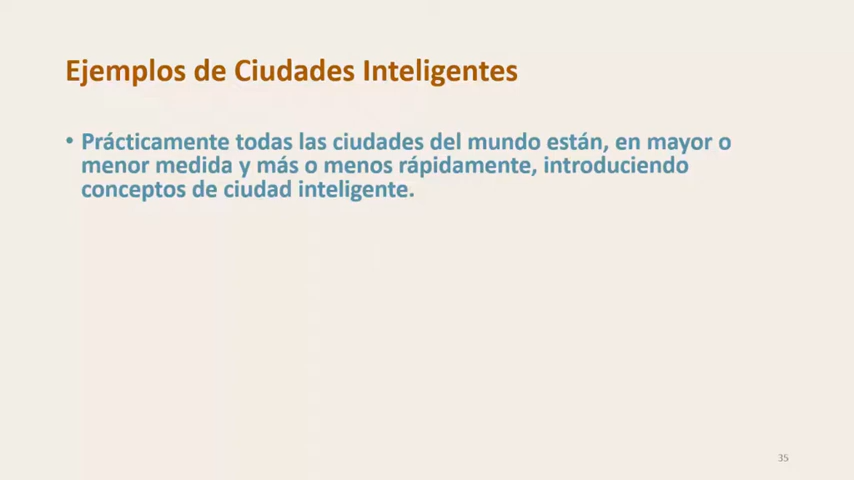 Ejemplos de Ciudades Inteligentes
• Prácticamente todas las ciudades del mundo están, en mayor o
menor medida y más o menos rápidamente, introduciendo
conceptos de ciudad inteligente.
35